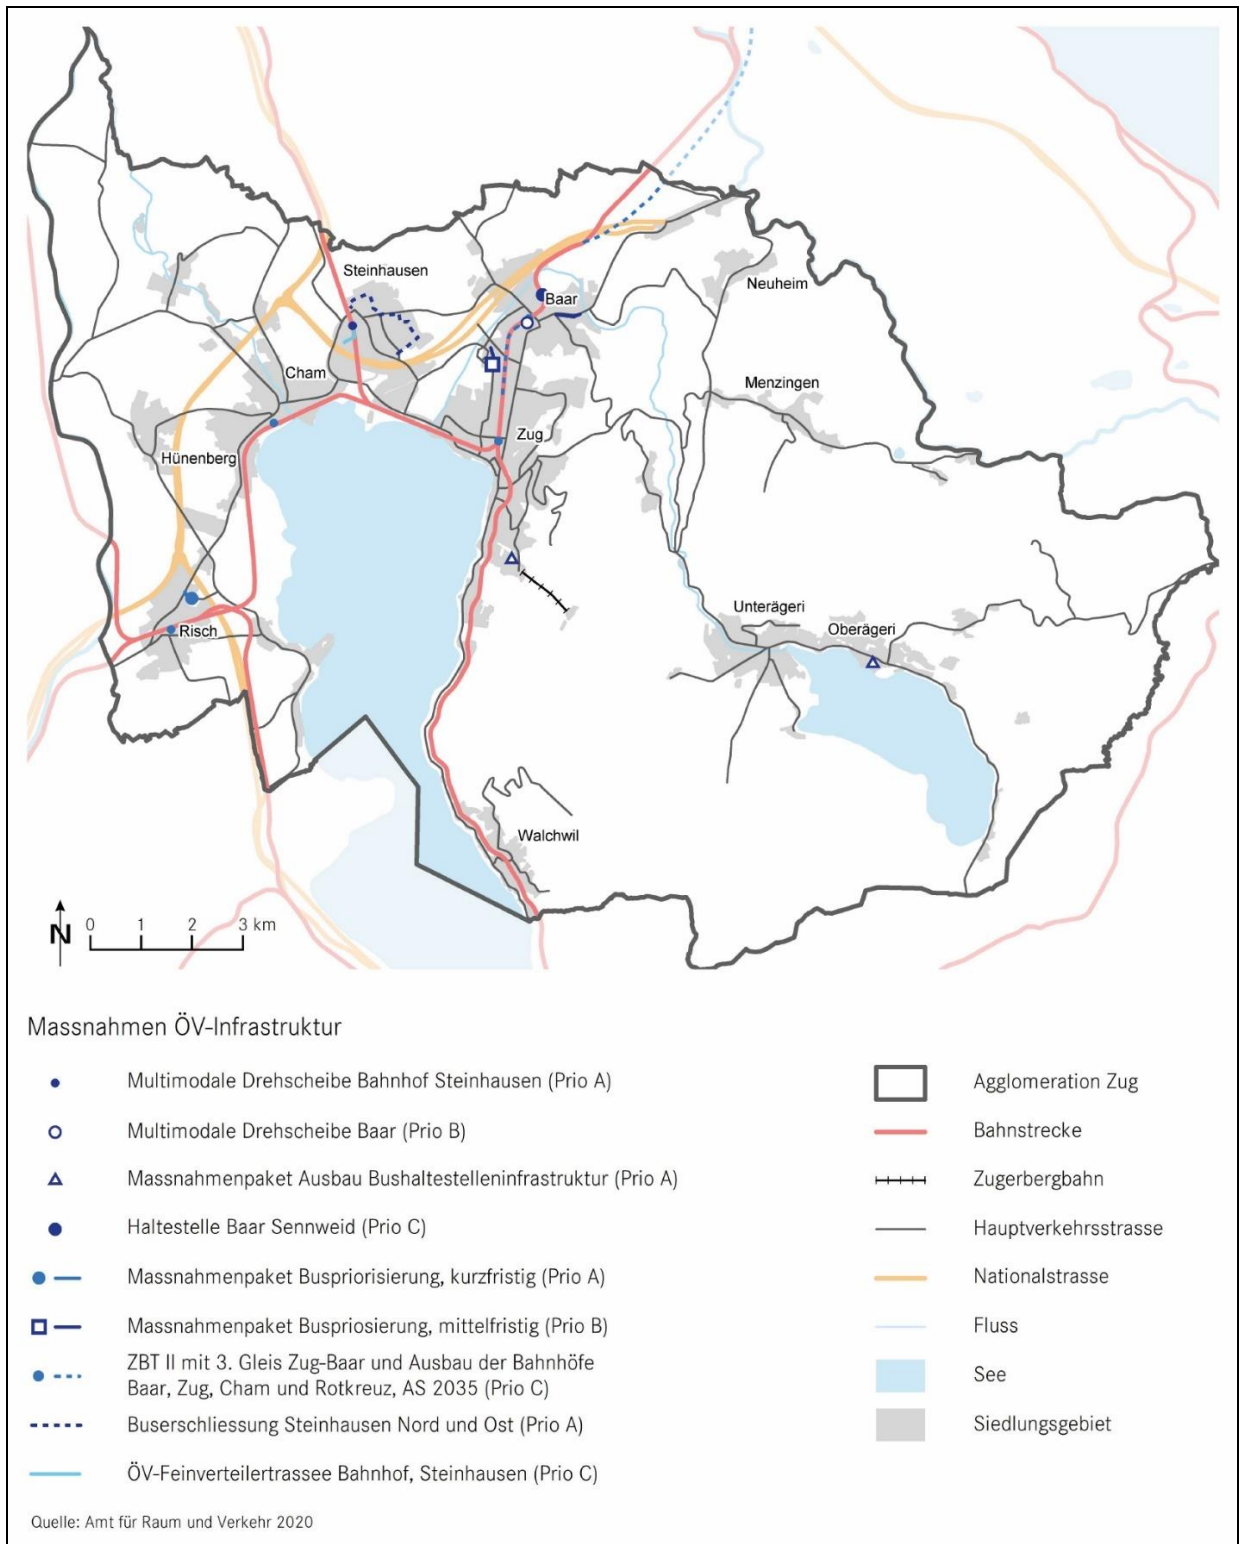 Steinhausen
Baar
Neuheim
Cham
Menzingen
Zug
Hünenberg
Unterägeri
Oberägeri
Risch
Walchwil
N
0 1 2 3 km
Massnahmen ÖV-Infrastruktur
Multimodale Drehscheibe Bahnhof Steinhausen (Prio A)
Multimodale Drehscheibe Baar (Prio B)
Massnahmenpaket Ausbau Bushaltestelleninfrastruktur (Prio A)
Haltestelle Baar Sennweid (Prio C)
Massnahmenpaket Buspriorisierung, kurzfristig (Prio A)
Massnahmenpaket Buspriosierung, mittelfristig (Prio B)
ZBT II mit 3. Gleis Zug-Baar und Ausbau der Bahnhöfe
Baar, Zug, Cham und Rotkreuz, AS 2035 (Prio C)
Buserschliessung Steinhausen Nord und Ost (Prio A)
ÖV-Feinverteilertrassee Bahnhof, Steinhausen (Prio C)
Agglomeration Zug
Bahnstrecke
Zugerbergbahn
Hauptverkehrsstrasse
Nationalstrasse
Fluss
See
Siedlungsgebiet
Quelle: Amt für Raum und Verkehr 2020